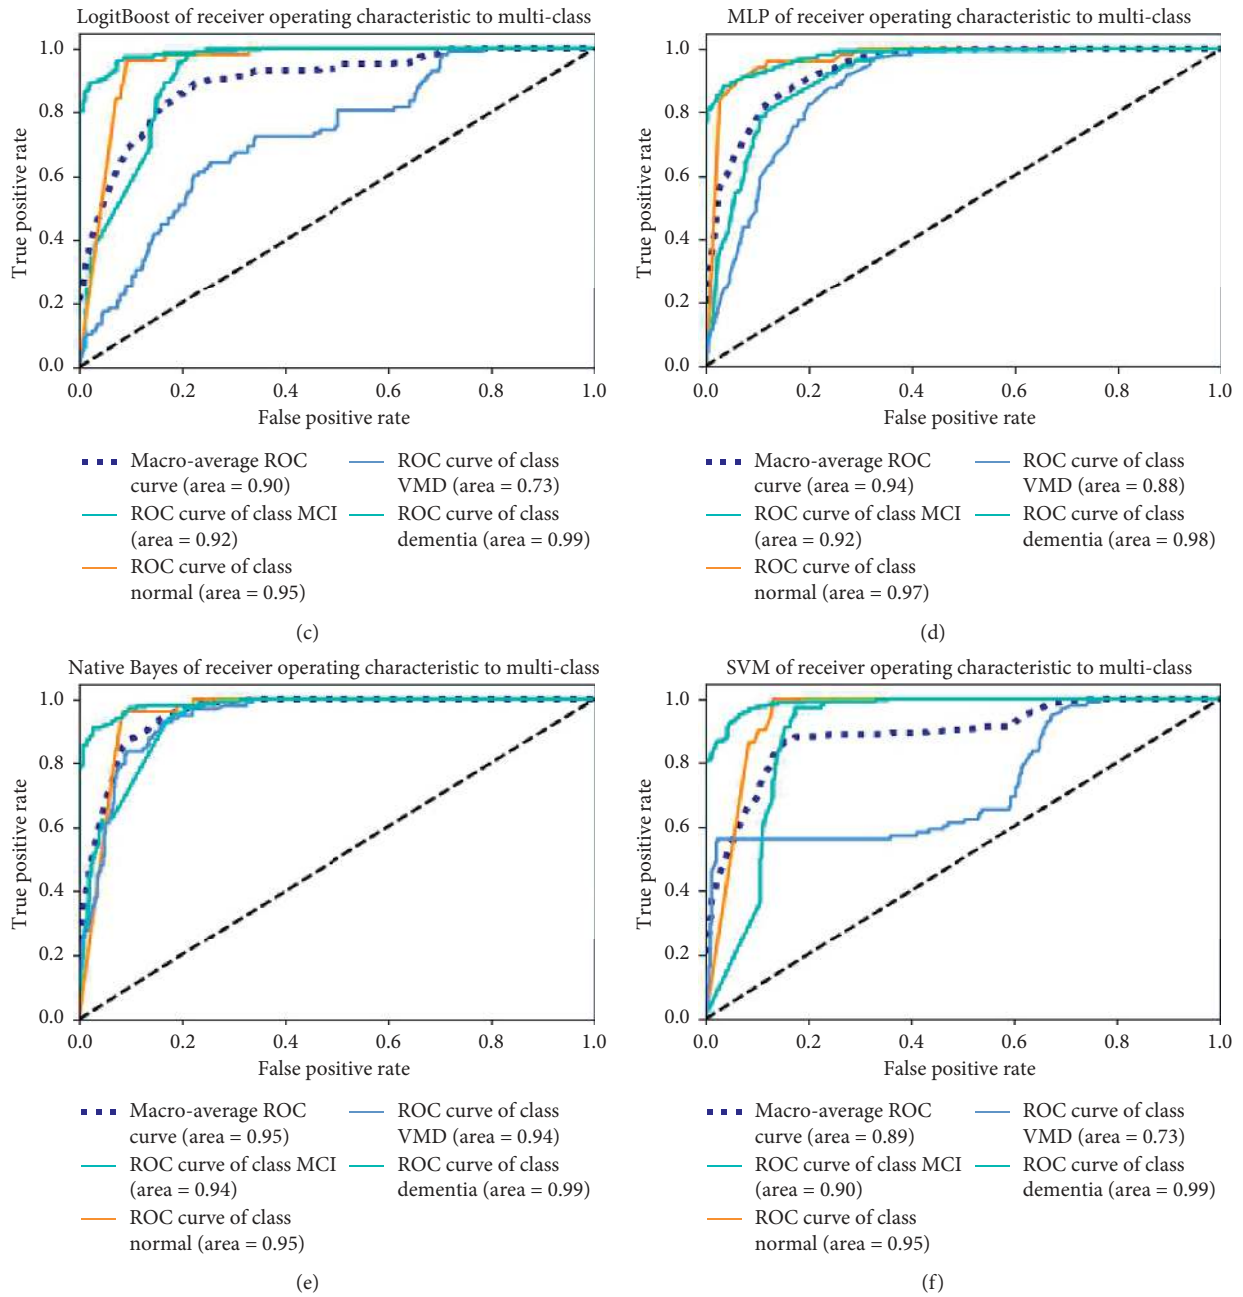 LogitBoost of receiver operating characteristic to multi-class
1.0
0.8
0.6
0.4
0.2
0.0
True positive rate
0.0 0.2 0.4 0.6 0.8 1.0
False positive rate
Macro-average ROC
curve (area = 0.90)
ROC curve of class MCI
(area = 0.92)
ROC curve of class
normal (area = 0.95)
ROC curve of class
VMD (area = 0.73)
ROC curve of class
dementia (area = 0.99)
(c)
MLP of receiver operating characteristic to multi-class
1.0
0.8
0.6
0.4
0.2
0.0
True positive rate
0.0 0.2 0.4 0.6 0.8 1.0
False positive rate
Macro-average ROC
curve (area = 0.94)
ROC curve of class MCI
(area = 0.92)
ROC curve of class
normal (area = 0.97)
ROC curve of class
VMD (area = 0.88)
ROC curve of class
dementia (area = 0.98)
(d)
Native Bayes of receiver operating characteristic to multi-class
1.0
0.8
0.6
0.4
0.2
0.0
True positive rate
0.0 0.2 0.4 0.6 0.8 1.0
False positive rate
Macro-average ROC
curve (area = 0.95)
ROC curve of class MCI
(area = 0.94)
ROC curve of class
normal (area = 0.95)
ROC curve of class
VMD (area = 0.94)
ROC curve of class
dementia (area = 0.99)
(e)
SVM of receiver operating characteristic to multi-class
1.0
0.8
0.6
0.4
0.2
0.0
True positive rate
0.0 0.2 0.4 0.6 0.8 1.0
False positive rate
Macro-average ROC
curve (area = 0.89)
ROC curve of class MCI
(area = 0.90)
ROC curve of class
normal (area = 0.95)
ROC curve of class
VMD (area = 0.73)
ROC curve of class
dementia (area = 0.99)
(f)